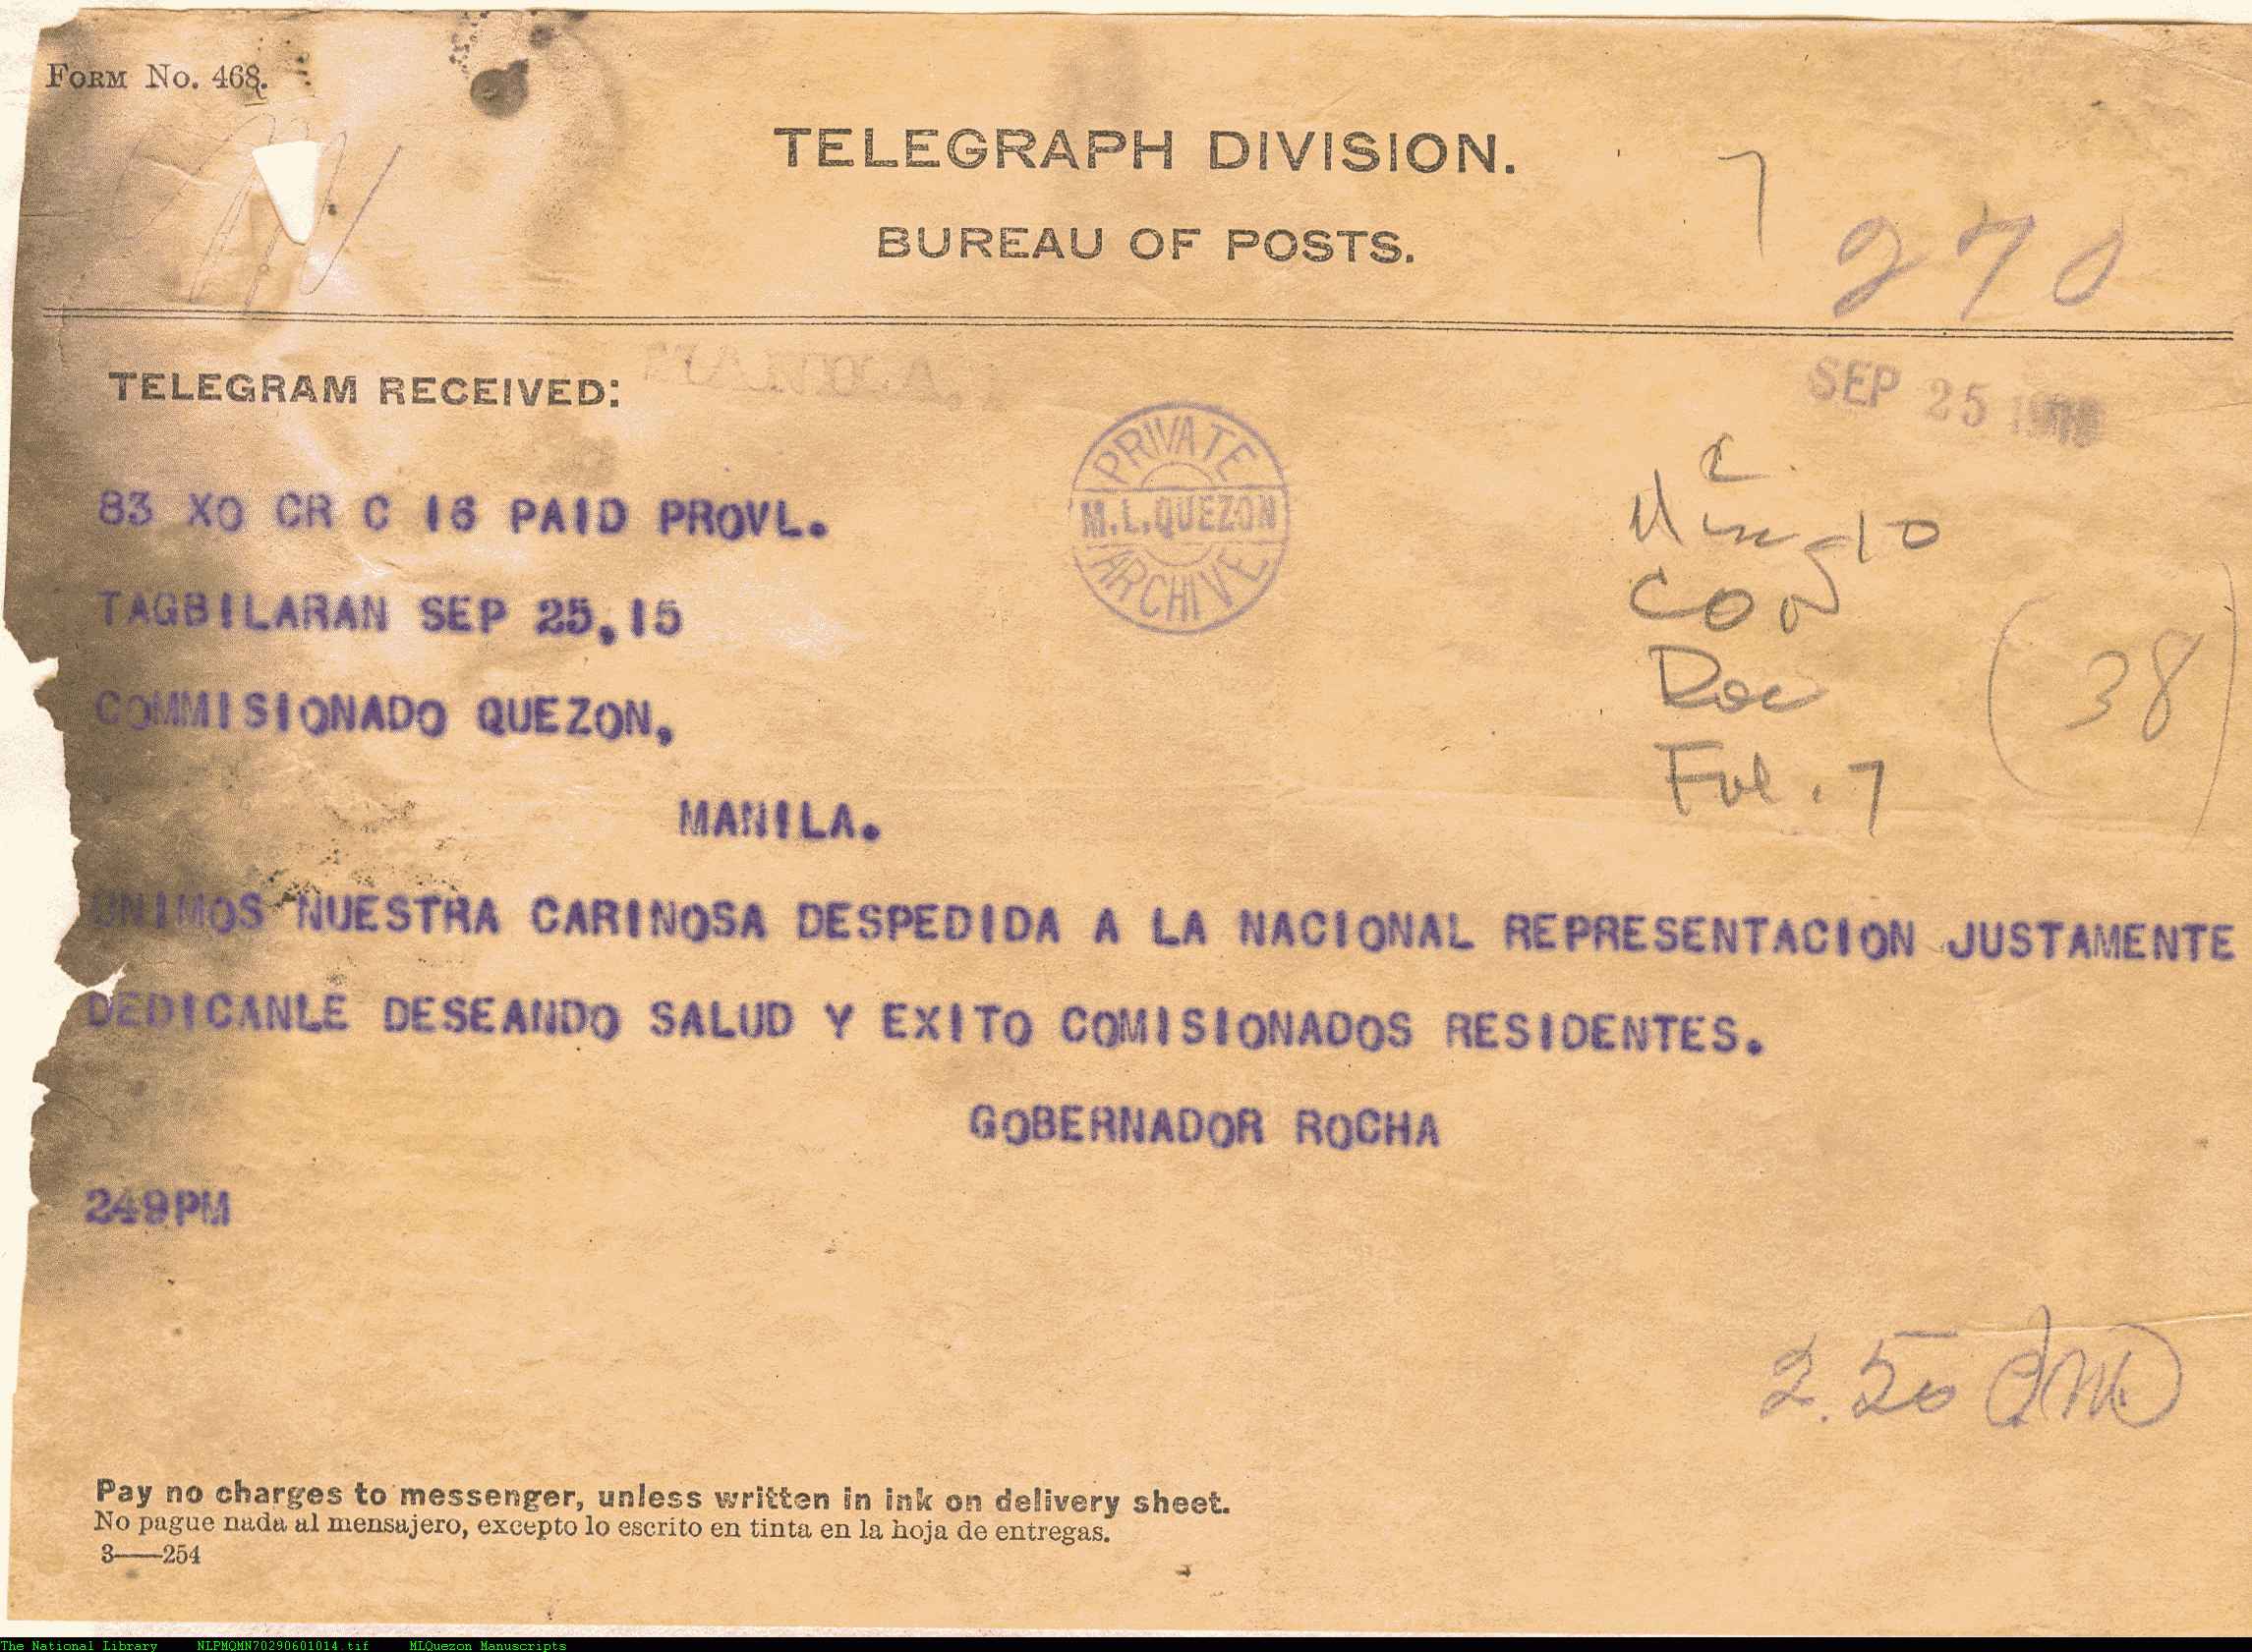 FORM No. 468.
TELEGRAPH DIVISION.
BUREAU OF POSTS.
270
TELEGRAM RECEIVED:
SEP 25
83 XO CR C 16 PAID PROVL.
PRIVATE
M.L.QUEZON
ARCHIVE
TAGBILARAN SEP 25,15
COMMISIONADO QUEZON,
(38)
MANILA.
UNIMOS NUESTRA CARINOSA DESPEDIDA A LA NACIONAL REPRESENTACION JUSTAMENTE
DEDICANLE DESEANDO SALUD Y EXITO COMISIONADOS RESIDENTES.
GOBERNADOR ROCHA
249PM
2.50
Pay no charges to messenger, unless written in ink on delivery sheet.
No pague nada al mensajero, excepto lo escrito en tinta en la hoja de entregas.
3—254
The National Library NLPMQMN70290601014.tif MLQuezon Manuscripts